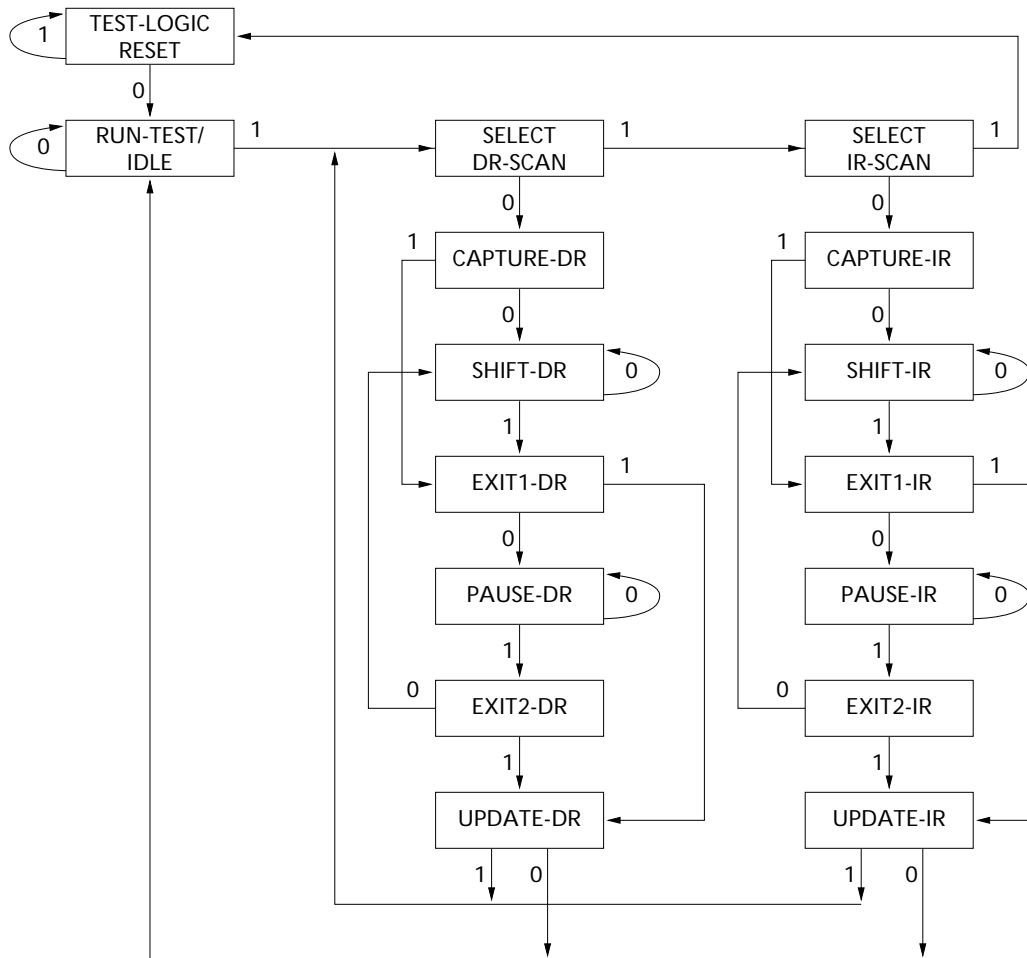 TEST-LOGIC
RESET
1
0
RUN-TEST/
IDLE
0
1
SELECT
DR-SCAN
1
SELECT
IR-SCAN
1
0
0
1
CAPTURE-DR
1
CAPTURE-IR
0
0
SHIFT-DR
0
SHIFT-IR
0
1
1
EXIT1-DR
1
EXIT1-IR
1
0
0
PAUSE-DR
0
PAUSE-IR
0
1
1
0
EXIT2-DR
0
EXIT2-IR
1
1
UPDATE-DR
UPDATE-IR
1
0
1
0